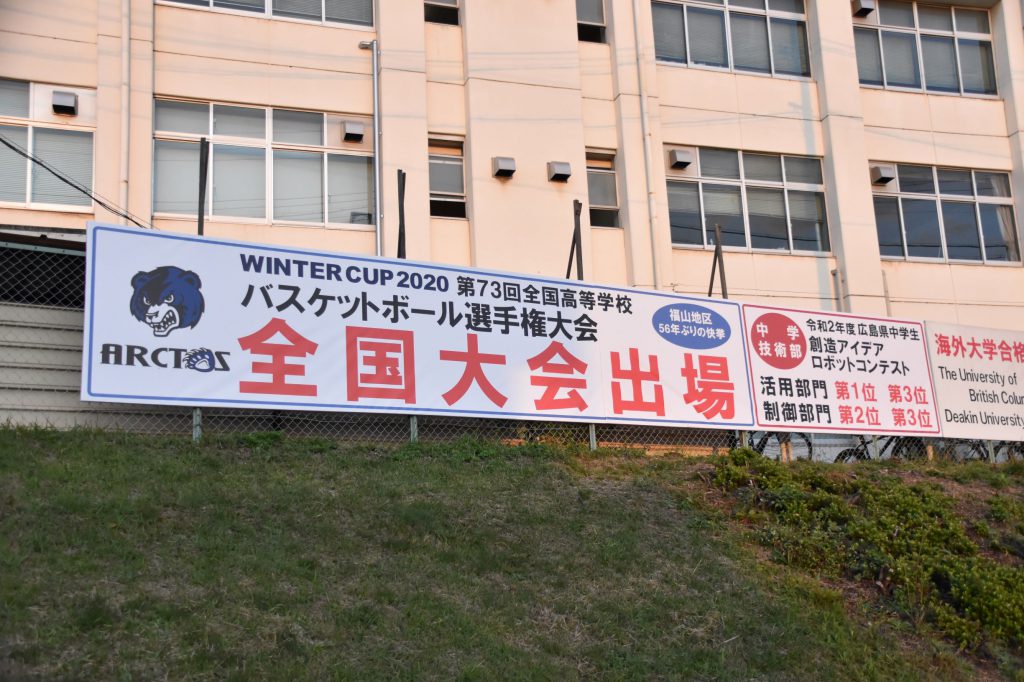 WINTER CUP 2020 第73回全国高等学校
バスケットボール選手権大会
全国大会出場
ARCTOS
福山地区
56年ぶりの快挙
中学
技術部
令和2年度 広島県中学生
創造アイデア
ロボットコンテスト
活用部門 第1位 第3位
制御部門 第2位 第3位
海外大学合格
The University of
British Colum
Deakin University